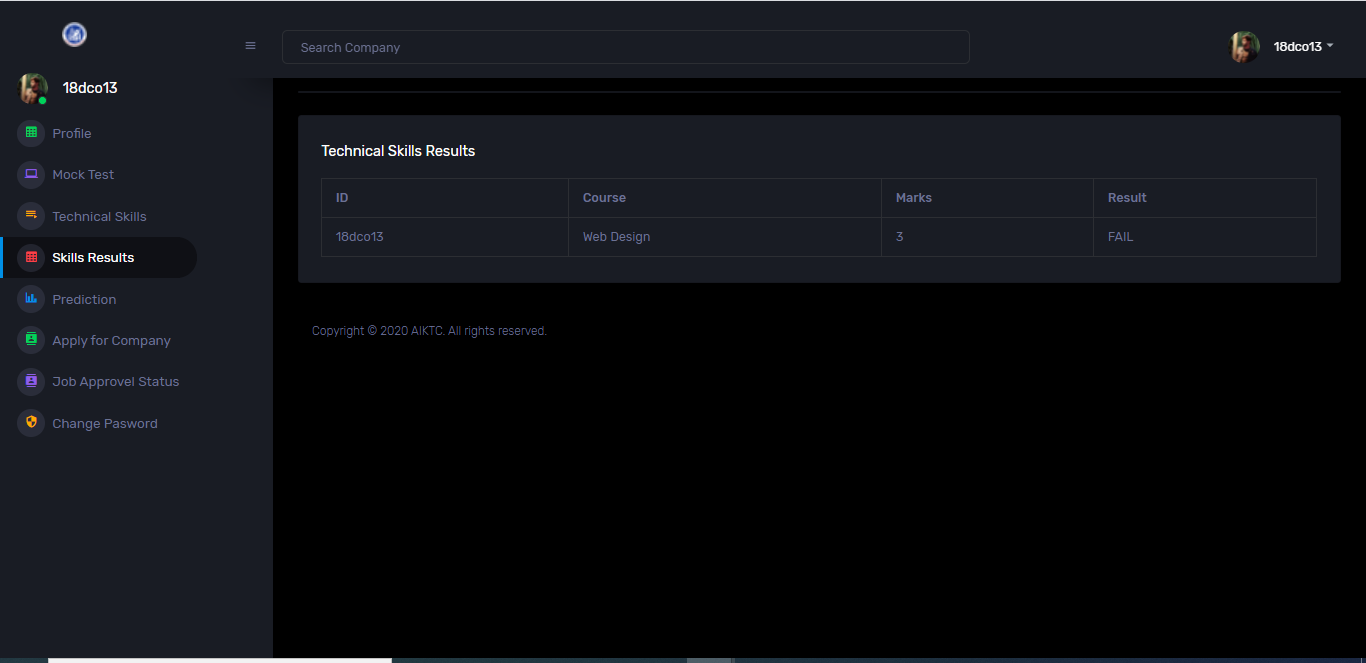 Search Company
18dco13
18dco13
Profile
Mock Test
Technical Skills
Skills Results
Prediction
Apply for Company
Job Approvel Status
Change Pasword
Technical Skills Results
ID Course Marks Result
18dco13 Web Design 3 FAIL
Copyright © 2020 AIKTC. All rights reserved.